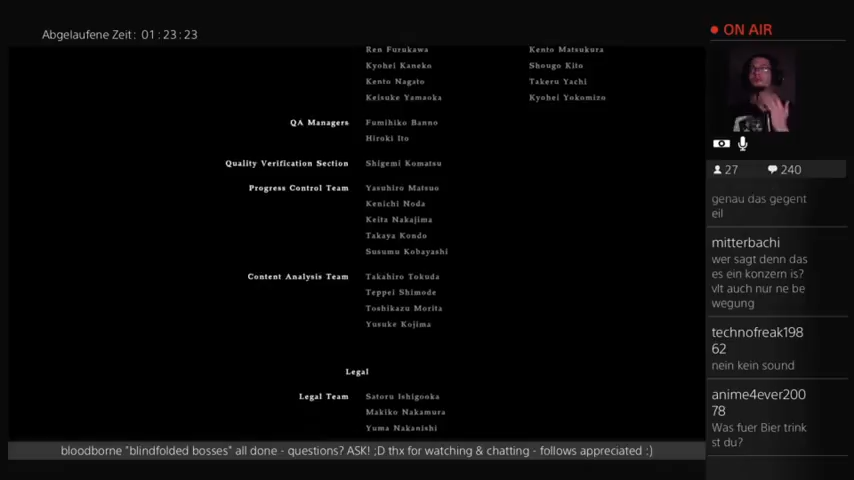 Abgelaufene Zeit: 01:23:23
ON AIR
Ren Furukawa Kento Matsukura
Kyohei Kaneko Shougo Kito
Kento Nagato Takeru Yachi
Keisuke Yamaoka Kyohei Yokomizo
QA Managers Fumihiko Banno
Hiroki Ito
Quality Verification Section Shigemi Komatsu
Progress Control Team Yasuhiro Matsuo
Kenichi Noda
Keita Nakajima
Takaya Kondo
Susumu Kobayashi
Content Analysis Team Takahiro Tokuda
Teppei Shimode
Toshikazu Morita
Yusuke Kojima
Legal
Legal Team Satoru Ishigooka
Makiko Nakamura
Yuma Nakanishi
bloodborne "blindfolded bosses" all done - questions? ASK! ;D thx for watching & chatting - follows appreciated :)
27 240
genau das gegent
eil
mitterbachi
wer sagt denn das
es ein konzern is?
vlt auch nur ne be
wegung
technofreak198
62
nein kein sound
anime4ever200
78
Was fuer Bier trink
st du?